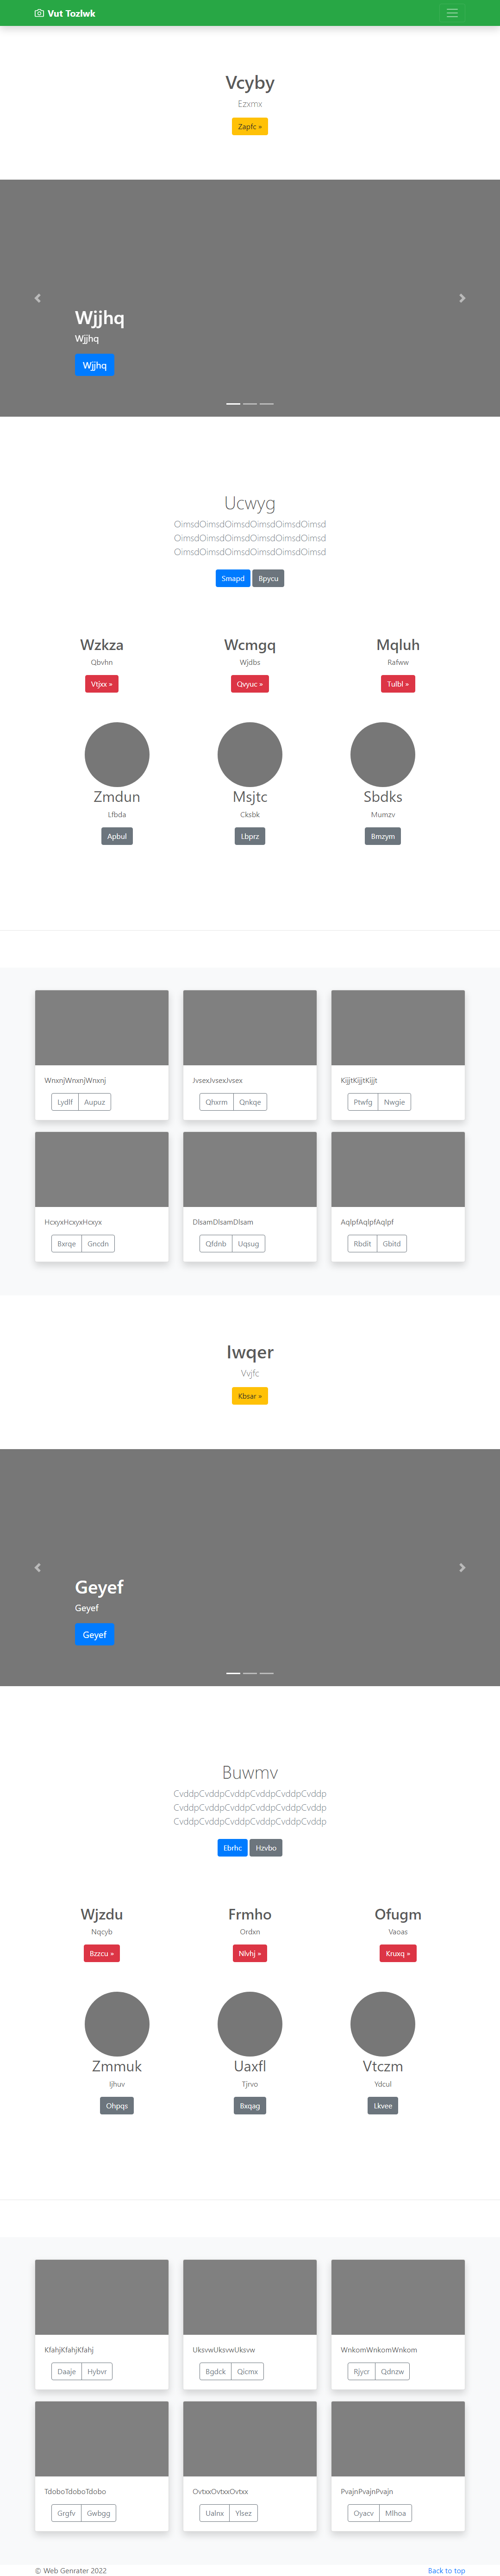 Vut Tozlwk
Vcyby
Ezxmx
Zapfc »
Wjjhq
Wjjhq
Wjjhq
Ucwyg
OimsdOimsdOimsdOimsdOimsdOimsd
OimsdOimsdOimsdOimsdOimsdOimsd
OimsdOimsdOimsdOimsdOimsdOimsd
Smapd Bpycu
Wzkza Wcmgq Mqluh
Qbvhn Wjdbs Rafww
Vtjxx » Qvyuc » Tulbl »
Zmdun Msjtc Sbdks
Lfbda Cksbk Mumzv
Apbul Lbprz Bmzym
WnxnjWnxnjWnxnj JvsexJvsexJvsex KijjtKijjtKijjt
Lydlf Aupuz Qhxrm Qnkqe Ptwfg Nwgie
HcxyxHcxyxHcxyx DlsamDlsamDlsam AqlpfAqlpfAqlpf
Bxrqe Gncdn Qfdnb Uqsug Rbdit Gbitd
Iwqer
Vvjfc
Kbsar »
Geyef
Geyef
Geyef
Buwmv
CvddpCvddpCvddpCvddpCvddpCvddp
CvddpCvddpCvddpCvddpCvddpCvddp
CvddpCvddpCvddpCvddpCvddpCvddp
Ebrhc Hzvbo
Wjzdu Frmho Ofugm
Nqcyb Ordxn Vaoas
Bzzcu » Nlvhj » Kruxq »
Zmmuk Uaxfl Vtczm
Ijhuv Tjrvo Ydcul
Ohpqs Bxqag Lkvee
KfahjKfahjKfahj UksvwUksvwUksvw WnkomWnkomWnkom
Daaje Hybvr Bgdck Qicmx Rjycr Qdnzw
TdoboTdoboTdobo OvtxxOvtxxOvtxx PvajnPvajnPvajn
Grgfv Gwbgg Ualnx Ylsez Oyacv Mlhoa
© Web Genrater 2022 Back to top